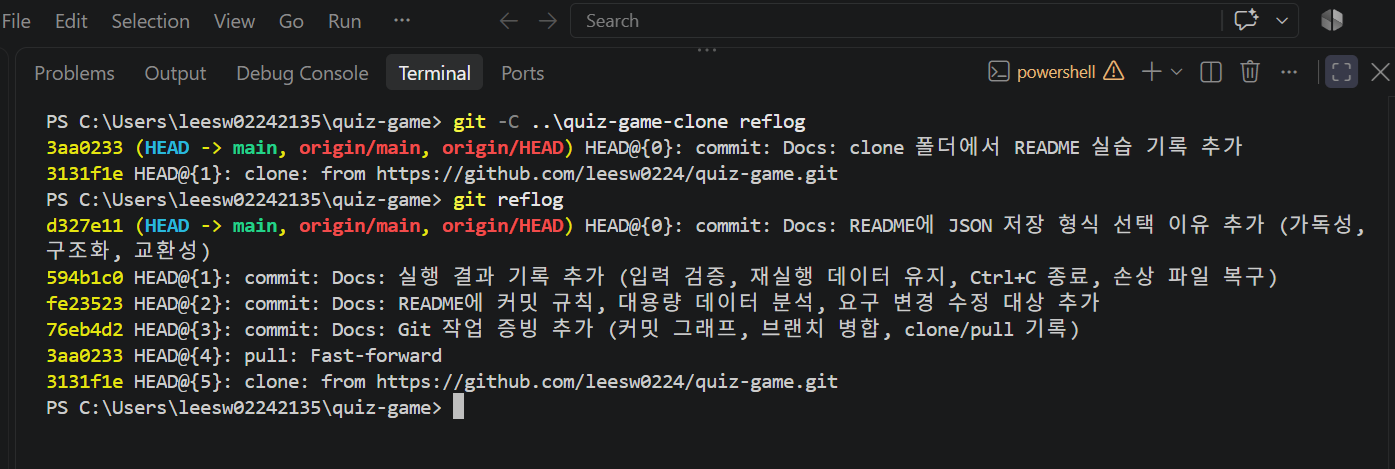 File Edit Selection View Go Run ··· Search
Problems Output Debug Console Terminal Ports powershell
PS C:\Users\leesw02242135\quiz-game> git -C ..\quiz-game-clone reflog
3aa0233 (HEAD -> main, origin/main, origin/HEAD) HEAD@{0}: commit: Docs: clone 폴더에서 README 실습 기록 추가
3131f1e HEAD@{1}: clone: from https://github.com/leesw0224/quiz-game.git
PS C:\Users\leesw02242135\quiz-game> git reflog
d327e11 (HEAD -> main, origin/main, origin/HEAD) HEAD@{0}: commit: Docs: README에 JSON 저장 형식 선택 이유 추가 (가독성,
구조화, 교환성)
594b1c0 HEAD@{1}: commit: Docs: 실행 결과 기록 추가 (입력 검증, 재실행 데이터 유지, Ctrl+C 종료, 손상 파일 복구)
fe23523 HEAD@{2}: commit: Docs: README에 커밋 규칙, 대용량 데이터 분석, 요구 변경 수정 대상 추가
76eb4d2 HEAD@{3}: commit: Docs: Git 작업 증빙 추가 (커밋 그래프, 브랜치 병합, clone/pull 기록)
3aa0233 HEAD@{4}: pull: Fast-forward
3131f1e HEAD@{5}: clone: from https://github.com/leesw0224/quiz-game.git
PS C:\Users\leesw02242135\quiz-game>